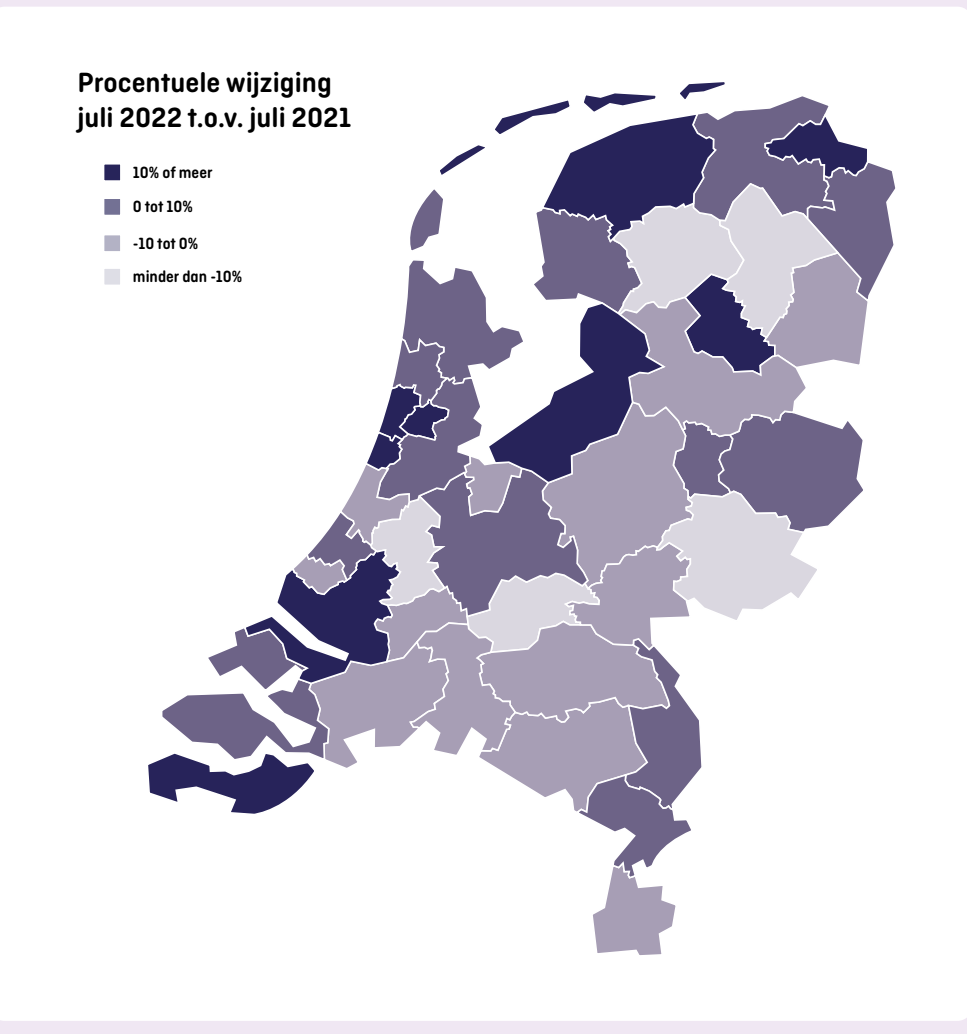 Procentuele wijziging
juli 2022 t.o.v. juli 2021
10% of meer
0 tot 10%
-10 tot 0%
minder dan -10%